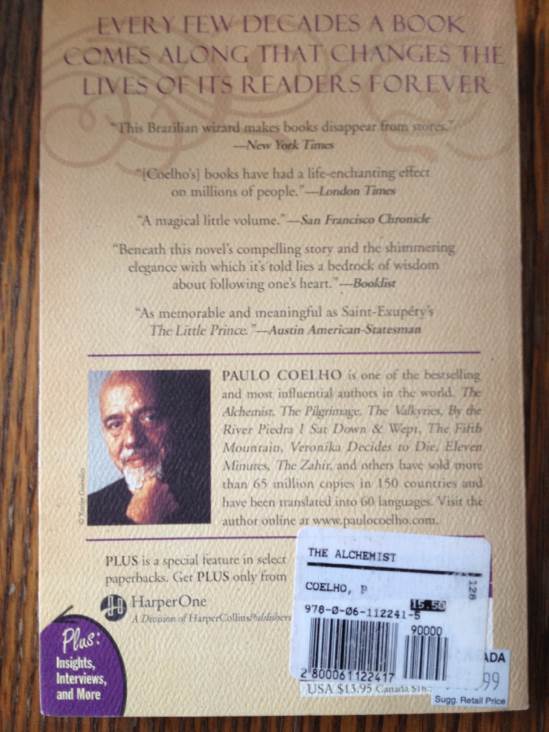 EVERY FEW DECADES A BOOK
COMES ALONG THAT CHANGES THE
LIVES OF ITS READERS FOREVER
"This Brazilian wizard makes books disappear from stores."
—New York Times
"[Coelho's] books have had a life-enchanting effect
on millions of people."—London Times
"A magical little volume."—San Francisco Chronicle
"Beneath this novel's compelling story and the shimmering
elegance with which it's told lies a bedrock of wisdom
about following one's heart."—Booklist
"As memorable and meaningful as Saint-Exupéry's
The Little Prince."—Austin American-Statesman
PAULO COELHO is one of the bestselling
and most influential authors in the world. The
Alchemist, The Pilgrimage, The Valkyries, By the
River Piedra I Sat Down & Wept, The Fifth
Mountain, Veronika Decides to Die, Eleven
Minutes, The Zahir, and others have sold more
than 65 million copies in 150 countries and
have been translated into 60 languages. Visit the
author online at www.paulocoelho.com.
PLUS is a special feature in select
paperbacks. Get PLUS only from
HarperOne
A Division of HarperCollinsPublishers
Plus:
Insights,
Interviews,
and More
THE ALCHEMIST
COELHO, P
128
15.50
978-0-06-112241-5
90000
2 800061122417
USA $13.95 Canada
ADA
99
Sugg. Retail Price